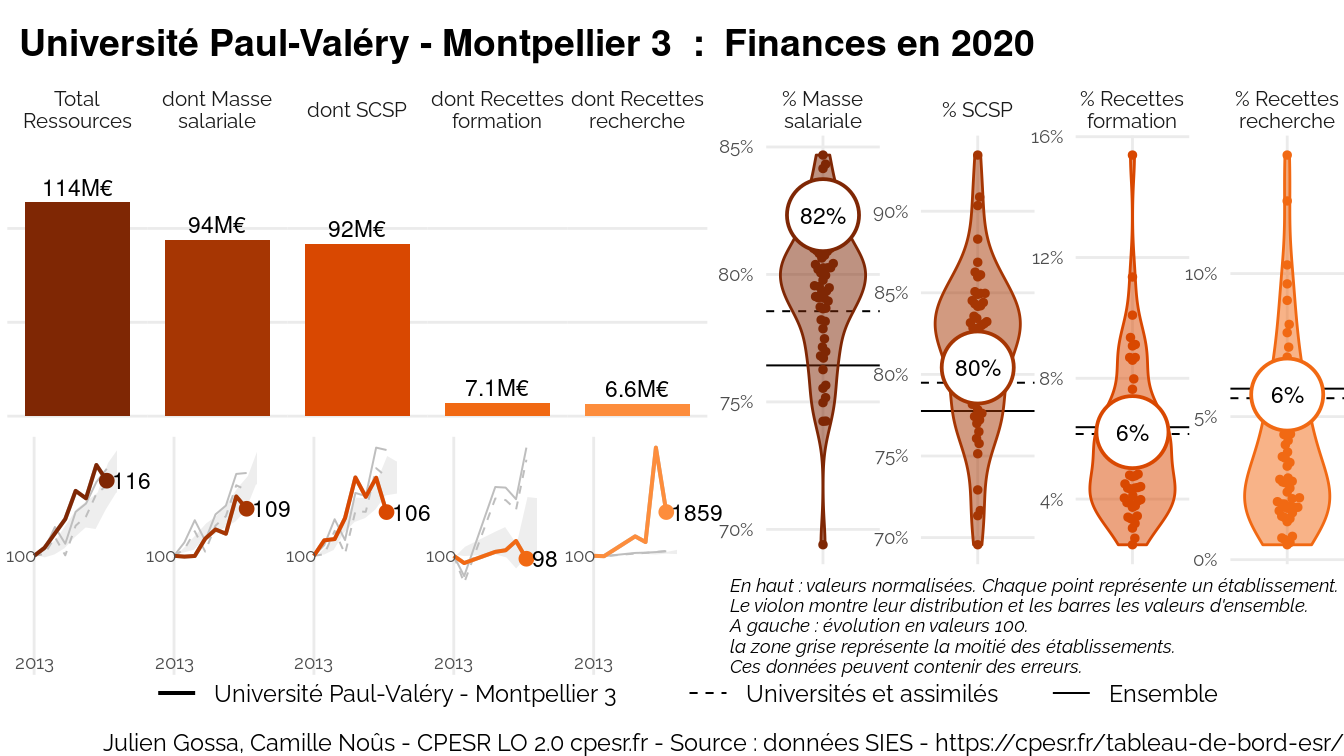 Université Paul-Valéry - Montpellier 3 : Finances en 2020
Total
Ressources
dont Masse
salariale
dont SCSP
dont Recettes
formation
dont Recettes
recherche
114M€
94M€
92M€
7.1M€
6.6M€
116
100
2013
109
100
2013
106
100
2013
98
100
2013
1859
100
2013
% Masse
salariale
85%
80%
75%
70%
82%
% SCSP
90%
85%
80%
75%
70%
80%
% Recettes
formation
16%
12%
8%
4%
6%
% Recettes
recherche
10%
5%
0%
6%
En haut : valeurs normalisées. Chaque point représente un établissement.
Le violon montre leur distribution et les barres les valeurs d'ensemble.
A gauche : évolution en valeurs 100.
la zone grise représente la moitié des établissements.
Ces données peuvent contenir des erreurs.
Université Paul-Valéry - Montpellier 3
Universités et assimilés
Ensemble
Julien Gossa, Camille Noûs - CPESR LO 2.0 cpesr.fr - Source : données SIES - https://cpesr.fr/tableau-de-bord-esr/